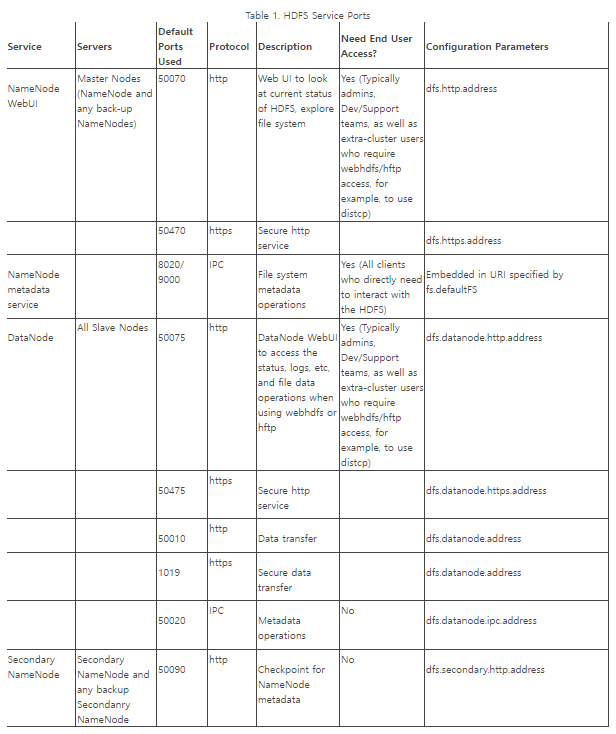 Table 1. HDFS Service Ports
Service Servers Default Ports Used Protocol Description Need End User Access? Configuration Parameters
NameNode WebUI Master Nodes (NameNode and any back-up NameNodes) 50070 http Web UI to look at current status of HDFS, explore file system Yes (Typically admins, Dev/Support teams, as well as extra-cluster users who require webhdfs/hftp access, for example, to use distcp) dfs.http.address
50470 https Secure http service dfs.https.address
NameNode metadata service 8020/ 9000 IPC File system metadata operations Yes (All clients who directly need to interact with the HDFS) Embedded in URI specified by fs.defaultFS
DataNode All Slave Nodes 50075 http DataNode WebUI to access the status, logs, etc, and file data operations when using webhdfs or hftp Yes (Typically admins, Dev/Support teams, as well as extra-cluster users who require webhdfs/hftp access, for example, to use distcp) dfs.datanode.http.address
50475 https Secure http service dfs.datanode.https.address
50010 http Data transfer dfs.datanode.address
1019 https Secure data transfer dfs.datanode.address
50020 IPC Metadata operations No dfs.datanode.ipc.address
Secondary NameNode Secondary NameNode and any backup Secondanry NameNode 50090 http Checkpoint for NameNode metadata No dfs.secondary.http.address